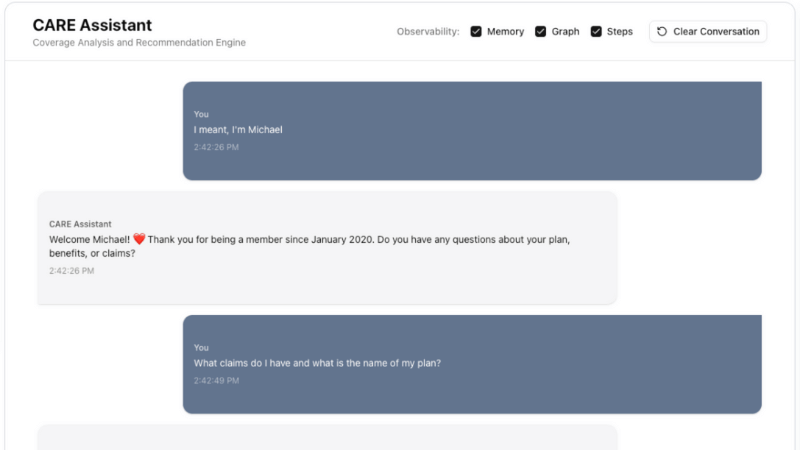 CARE Assistant
Coverage Analysis and Recommendation Engine
Observability: Memory Graph Steps Clear Conversation
You
I meant, I'm Michael
2:42:26 PM
CARE Assistant
Welcome Michael! ❤️ Thank you for being a member since January 2020. Do you have any questions about your plan,
benefits, or claims?
2:42:26 PM
You
What claims do I have and what is the name of my plan?
2:42:49 PM